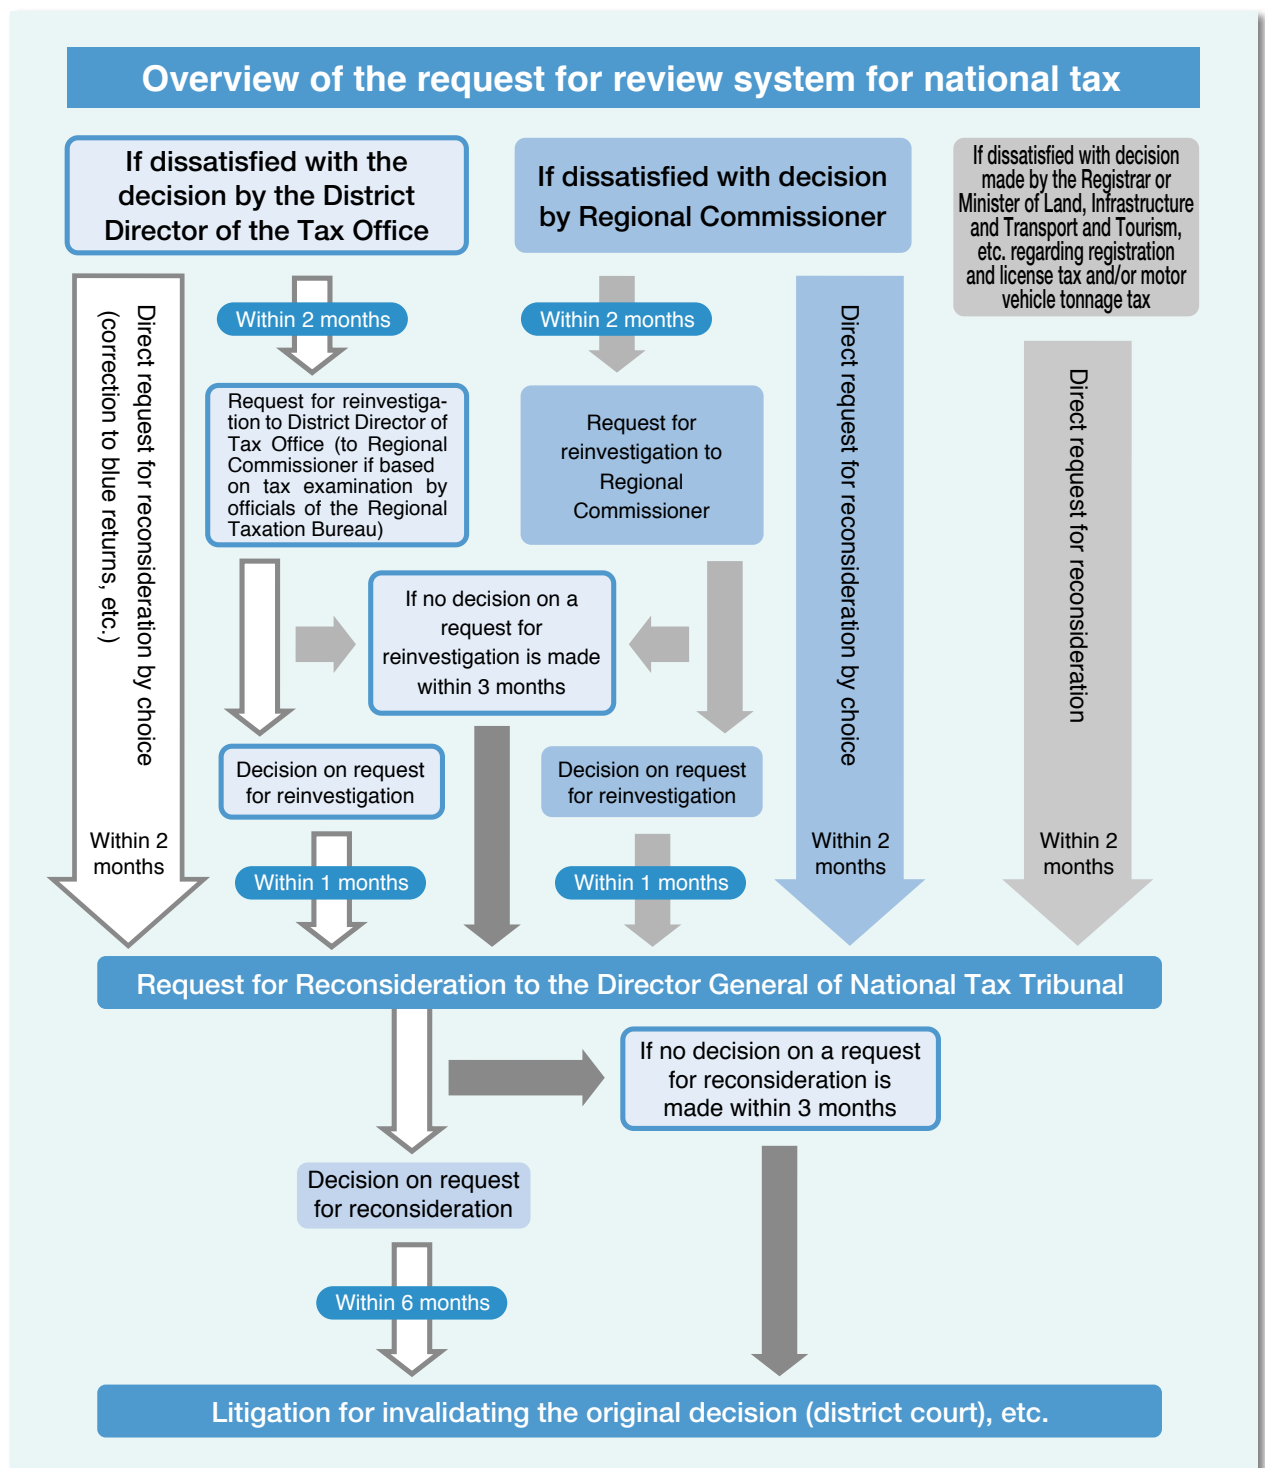 Overview of the request for review system for national tax
If dissatisfied with the
decision by the District
Director of the Tax Office
If dissatisfied with decision
by Regional Commissioner
If dissatisfied with decision
made by the Registrar or
Minister of Land, Infrastructure
and Transport and Tourism,
etc. regarding registration
and license tax and/or motor
vehicle tonnage tax
Direct request for reconsideration by choice
(correction to blue returns, etc.)
Within 2
months
Within 2 months
Request for reinvestiga-
tion to District Director of
Tax Office (to Regional
Commissioner if based
on tax examination by
officials of the Regional
Taxation Bureau)
Within 2 months
Request for
reinvestigation to
Regional
Commissioner
Direct request for reconsideration by choice
Within 2
months
Direct request for reconsideration
Within 2
months
If no decision on a
request for
reinvestigation is made
within 3 months
Decision on request
for reinvestigation
Decision on request
for reinvestigation
Within 1 months
Within 1 months
Request for Reconsideration to the Director General of National Tax Tribunal
If no decision on a request
for reconsideration is
made within 3 months
Decision on request
for reconsideration
Within 6 months
Litigation for invalidating the original decision (district court), etc.